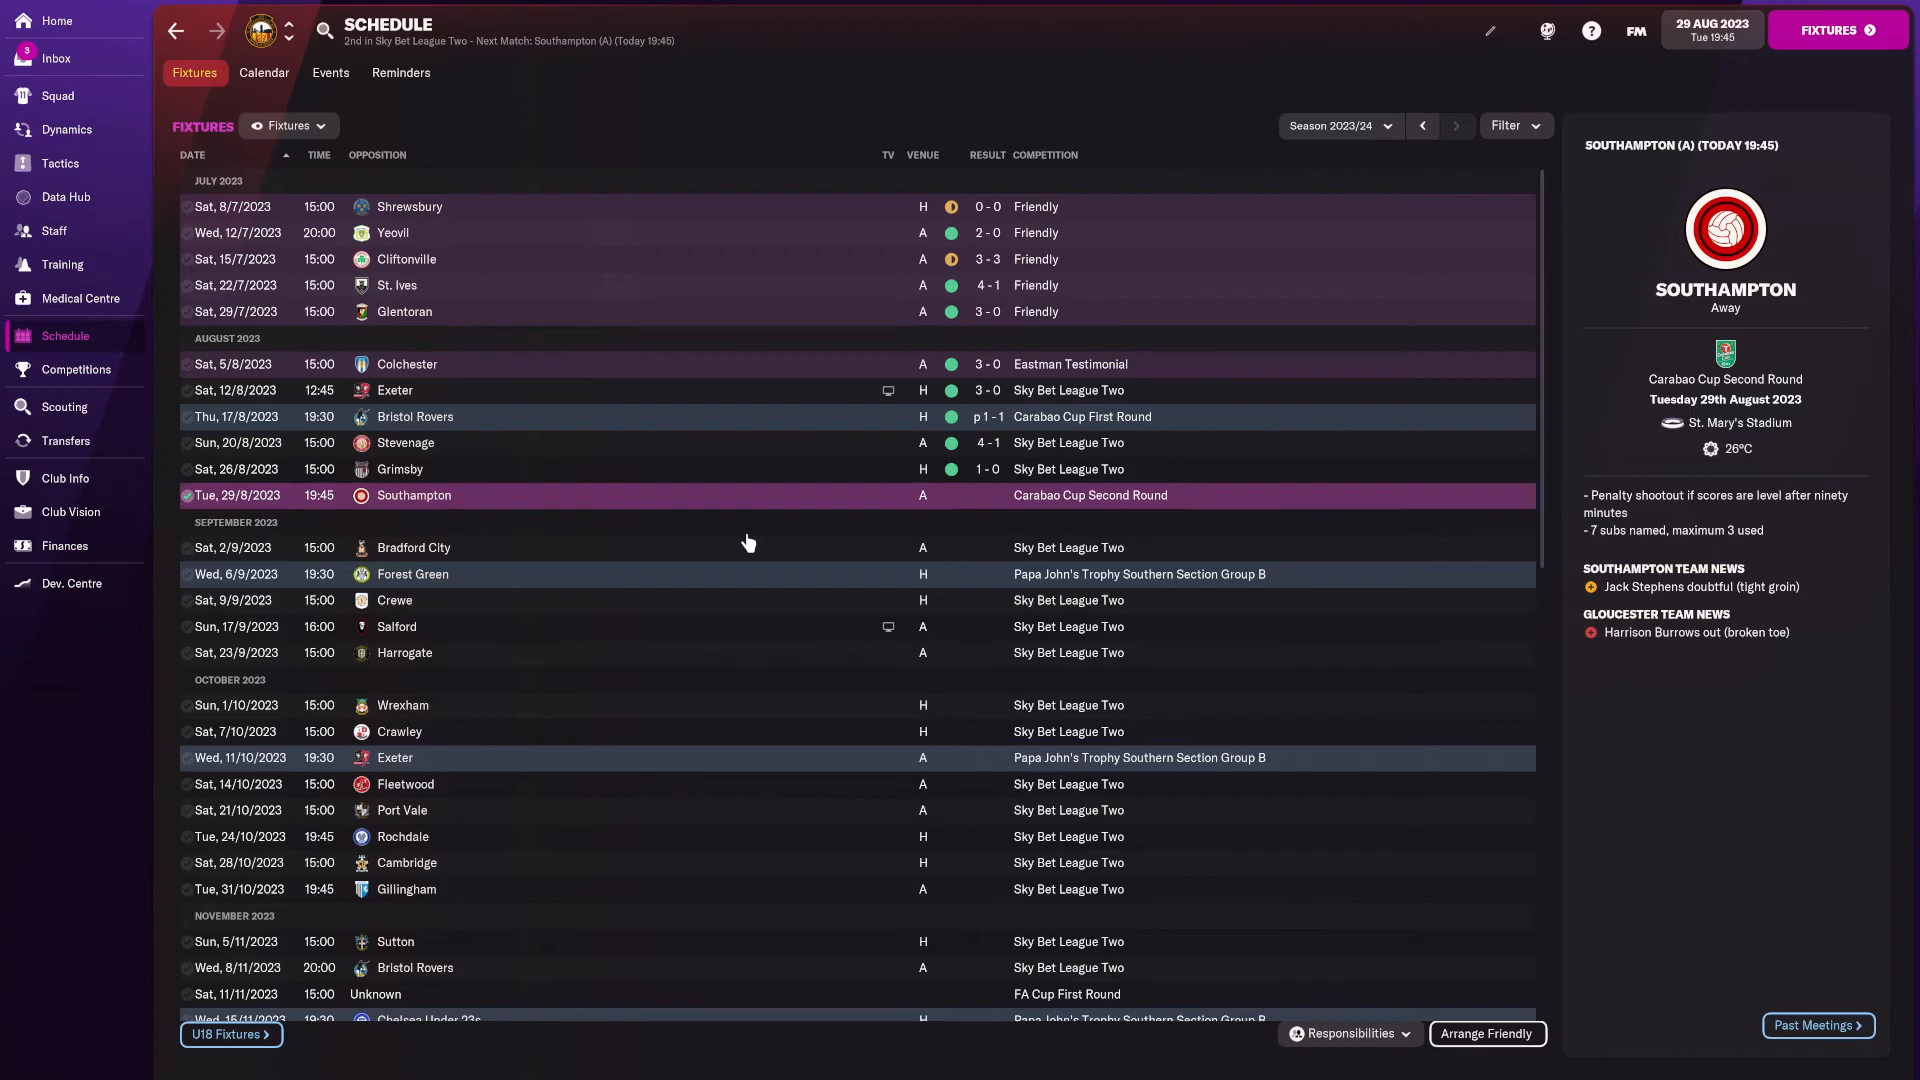 Home
3
Inbox
Squad
Dynamics
Tactics
Data Hub
Staff
Training
Medical Centre
Schedule
Competitions
Scouting
Transfers
Club Info
Club Vision
Finances
Dev. Centre
SCHEDULE
2nd in Sky Bet League Two - Next Match: Southampton (A) (Today 19:45)
? FM
29 AUG 2023
Tue 19:45
FIXTURES
Fixtures Calendar Events Reminders
FIXTURES Fixtures
Season 2023/24 Filter
DATE TIME OPPOSITION TV VENUE RESULT COMPETITION
JULY 2023
Sat, 8/7/2023 15:00 Shrewsbury H 0 - 0 Friendly
Wed, 12/7/2023 20:00 Yeovil A 2 - 0 Friendly
Sat, 15/7/2023 15:00 Cliftonville A 3 - 3 Friendly
Sat, 22/7/2023 15:00 St. Ives A 4 - 1 Friendly
Sat, 29/7/2023 15:00 Glentoran A 3 - 0 Friendly
AUGUST 2023
Sat, 5/8/2023 15:00 Colchester A 3 - 0 Eastman Testimonial
Sat, 12/8/2023 12:45 Exeter H 3 - 0 Sky Bet League Two
Thu, 17/8/2023 19:30 Bristol Rovers H p 1 - 1 Carabao Cup First Round
Sun, 20/8/2023 15:00 Stevenage A 4 - 1 Sky Bet League Two
Sat, 26/8/2023 15:00 Grimsby H 1 - 0 Sky Bet League Two
Tue, 29/8/2023 19:45 Southampton A Carabao Cup Second Round
SEPTEMBER 2023
Sat, 2/9/2023 15:00 Bradford City A Sky Bet League Two
Wed, 6/9/2023 19:30 Forest Green H Papa John's Trophy Southern Section Group B
Sat, 9/9/2023 15:00 Crewe H Sky Bet League Two
Sun, 17/9/2023 16:00 Salford A Sky Bet League Two
Sat, 23/9/2023 15:00 Harrogate A Sky Bet League Two
OCTOBER 2023
Sun, 1/10/2023 15:00 Wrexham H Sky Bet League Two
Sat, 7/10/2023 15:00 Crawley H Sky Bet League Two
Wed, 11/10/2023 19:30 Exeter A Papa John's Trophy Southern Section Group B
Sat, 14/10/2023 15:00 Fleetwood A Sky Bet League Two
Sat, 21/10/2023 15:00 Port Vale A Sky Bet League Two
Tue, 24/10/2023 19:45 Rochdale H Sky Bet League Two
Sat, 28/10/2023 15:00 Cambridge H Sky Bet League Two
Tue, 31/10/2023 19:45 Gillingham A Sky Bet League Two
NOVEMBER 2023
Sun, 5/11/2023 15:00 Sutton H Sky Bet League Two
Wed, 8/11/2023 20:00 Bristol Rovers A Sky Bet League Two
Sat, 11/11/2023 15:00 Unknown FA Cup First Round
Wed, 15/11/2023 19:30 Chelsea Under 23s H Papa John's Trophy Southern Section Group B
U18 Fixtures
Responsibilities
Arrange Friendly
SOUTHAMPTON (A) (TODAY 19:45)
SOUTHAMPTON
Away
Carabao Cup Second Round
Tuesday 29th August 2023
St. Mary's Stadium
26°C
- Penalty shootout if scores are level after ninety
minutes
- 7 subs named, maximum 3 used
SOUTHAMPTON TEAM NEWS
Jack Stephens doubtful (tight groin)
GLOUCESTER TEAM NEWS
Harrison Burrows out (broken toe)
Past Meetings